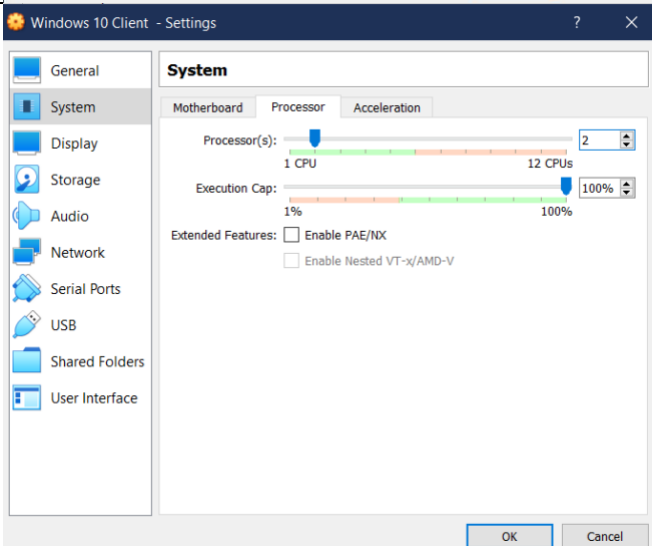 Windows 10 Client - Settings ? ×
General
System
Display
Storage
Audio
Network
Serial Ports
USB
Shared Folders
User Interface
System
Motherboard Processor Acceleration
Processor(s): 2
1 CPU 12 CPUs
Execution Cap: 100%
1% 100%
Extended Features: Enable PAE/NX
Enable Nested VT-x/AMD-V
OK Cancel